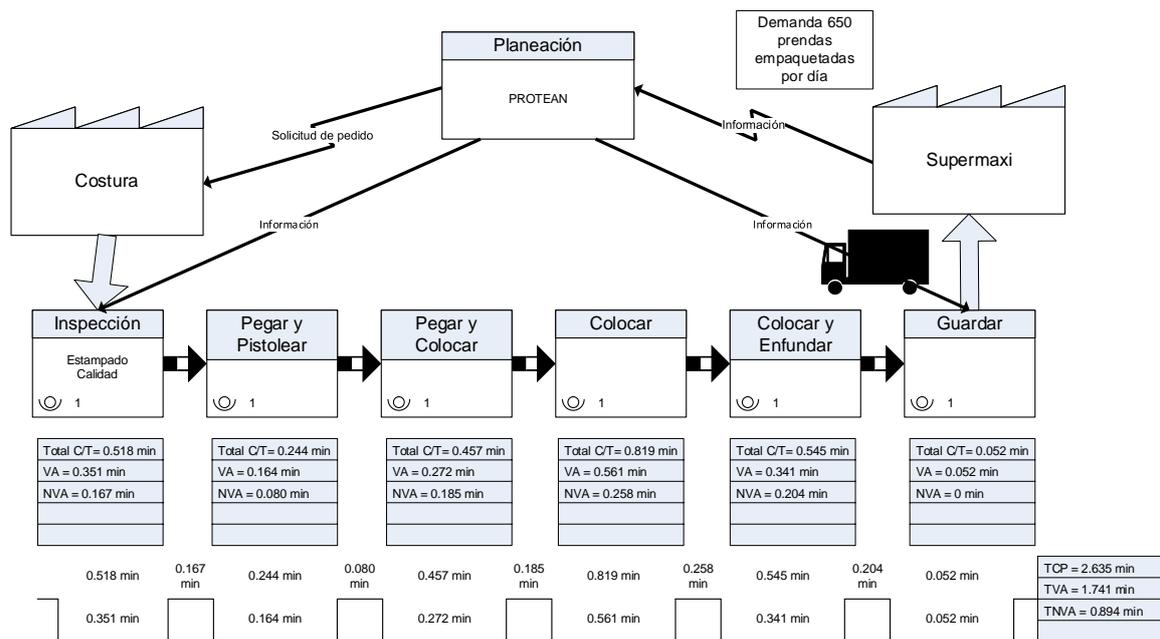 Demanda 650
prendas
empaquetadas
por día
Planeación
PROTEAN
Solicitud de pedido
Información
Costura
Supermaxi
Información
Información
Inspección
Estampado
Calidad
1
Pegar y
Pistolear
1
Pegar y
Colocar
1
Colocar
1
Colocar y
Enfundar
1
Guardar
1
Total C/T= 0.518 min
VA = 0.351 min
NVA = 0.167 min
Total C/T= 0.244 min
VA = 0.164 min
NVA = 0.080 min
Total C/T= 0.457 min
VA = 0.272 min
NVA = 0.185 min
Total C/T= 0.819 min
VA = 0.561 min
NVA = 0.258 min
Total C/T= 0.545 min
VA = 0.341 min
NVA = 0.204 min
Total C/T= 0.052 min
VA = 0.052 min
NVA = 0 min
0.518 min
0.167
min
0.244 min
0.080
min
0.457 min
0.185
min
0.819 min
0.258
min
0.545 min
0.204
min
0.052 min
0.351 min
0.164 min
0.272 min
0.561 min
0.341 min
0.052 min
TCP = 2.635 min
TVA = 1.741 min
TNVA = 0.894 min